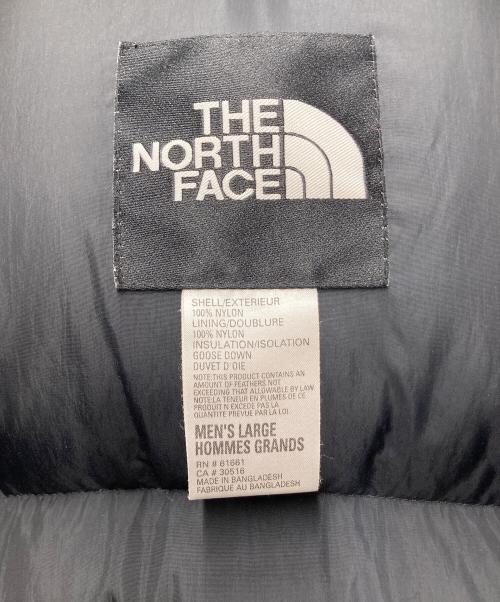 THE
NORTH
FACE
SHELL/EXTERIEUR
100% NYLON
LINING/DOUBLURE
100% NYLON
INSULATION/ISOLATION
GOOSE DOWN
DUVET D'OIE
NOTE:THIS PRODUCT CONTAINS AN
AMOUNT OF FEATHERS NOT
EXCEEDING THAT ALLOWABLE BY LAW
NOTE:LA TENEUR EN PLUMES DE CE
PRODUIT N EXCEDE PAS LA
QUANTITE PREVUE PAR LA LOI.
MEN'S LARGE
HOMMES GRANDS
RN # 61661
CA # 30516
MADE IN BANGLADESH
FABRIQUE AU BANGLADESH